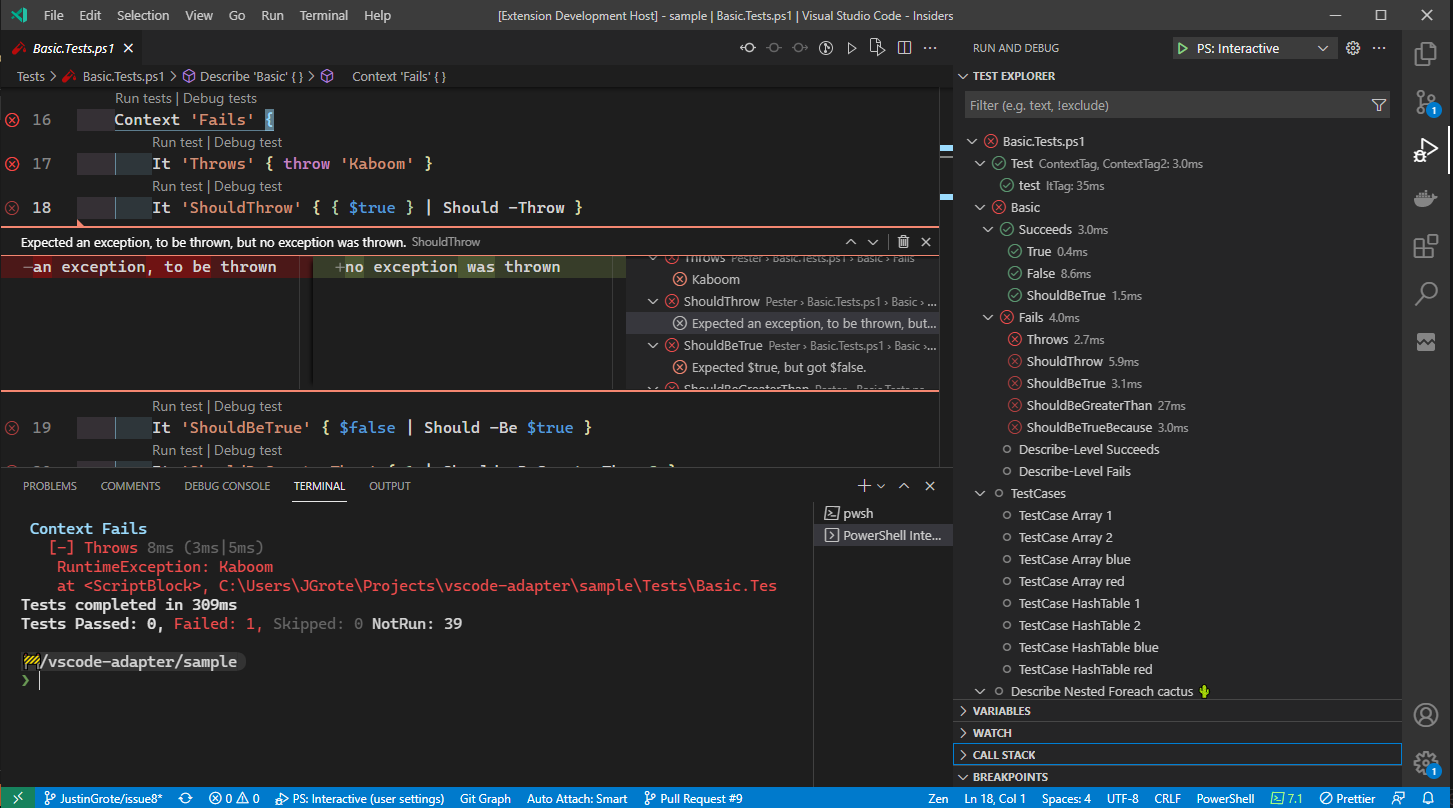 File Edit Selection View Go Run Terminal Help [Extension Development Host] - sample | Basic.Tests.ps1 | Visual Studio Code - Insiders
Basic.Tests.ps1
Tests > Basic.Tests.ps1 > Describe 'Basic' { } > Context 'Fails' { }
Run tests | Debug tests
16 Context 'Fails' {
Run test | Debug test
17 It 'Throws' { throw 'Kaboom' }
Run test | Debug test
18 It 'ShouldThrow' { { $true } | Should -Throw }
Expected an exception, to be thrown, but no exception was thrown. ShouldThrow
-an exception, to be thrown
+no exception was thrown
Throws Pester › Basic.Tests.ps1 › Basic › Fails
Kaboom
ShouldThrow Pester › Basic.Tests.ps1 › Basic › ...
Expected an exception, to be thrown, but...
ShouldBeTrue Pester › Basic.Tests.ps1 › Basic ›...
Expected $true, but got $false.
ShouldBeGreaterThan Pester › Basic.Tests.ps1
Run test | Debug test
19 It 'ShouldBeTrue' { $false | Should -Be $true }
Run test | Debug test
PROBLEMS COMMENTS DEBUG CONSOLE TERMINAL OUTPUT
Context Fails
[-] Throws 8ms (3ms|5ms)
RuntimeException: Kaboom
at <ScriptBlock>, C:\Users\JGrote\Projects\vscode-adapter\sample\Tests\Basic.Tes
Tests completed in 309ms
Tests Passed: 0, Failed: 1, Skipped: 0 NotRun: 39
🚧/vscode-adapter/sample
❯
pwsh
PowerShell Inte...
RUN AND DEBUG PS: Interactive
TEST EXPLORER
Filter (e.g. text, !exclude)
Basic.Tests.ps1
Test ContextTag, ContextTag2: 3.0ms
test ItTag: 35ms
Basic
Succeeds 3.0ms
True 0.4ms
False 8.6ms
ShouldBeTrue 1.5ms
Fails 4.0ms
Throws 2.7ms
ShouldThrow 5.9ms
ShouldBeTrue 3.1ms
ShouldBeGreaterThan 27ms
ShouldBeTrueBecause 3.0ms
Describe-Level Succeeds
Describe-Level Fails
TestCases
TestCase Array 1
TestCase Array 2
TestCase Array blue
TestCase Array red
TestCase HashTable 1
TestCase HashTable 2
TestCase HashTable blue
TestCase HashTable red
Describe Nested Foreach cactus 🌵
VARIABLES
WATCH
CALL STACK
BREAKPOINTS
1
1
JustinGrote/issue8* 0 0 PS: Interactive (user settings) Git Graph Auto Attach: Smart Pull Request #9 Zen Ln 18, Col 1 Spaces: 4 UTF-8 CRLF PowerShell 7.1 Prettier